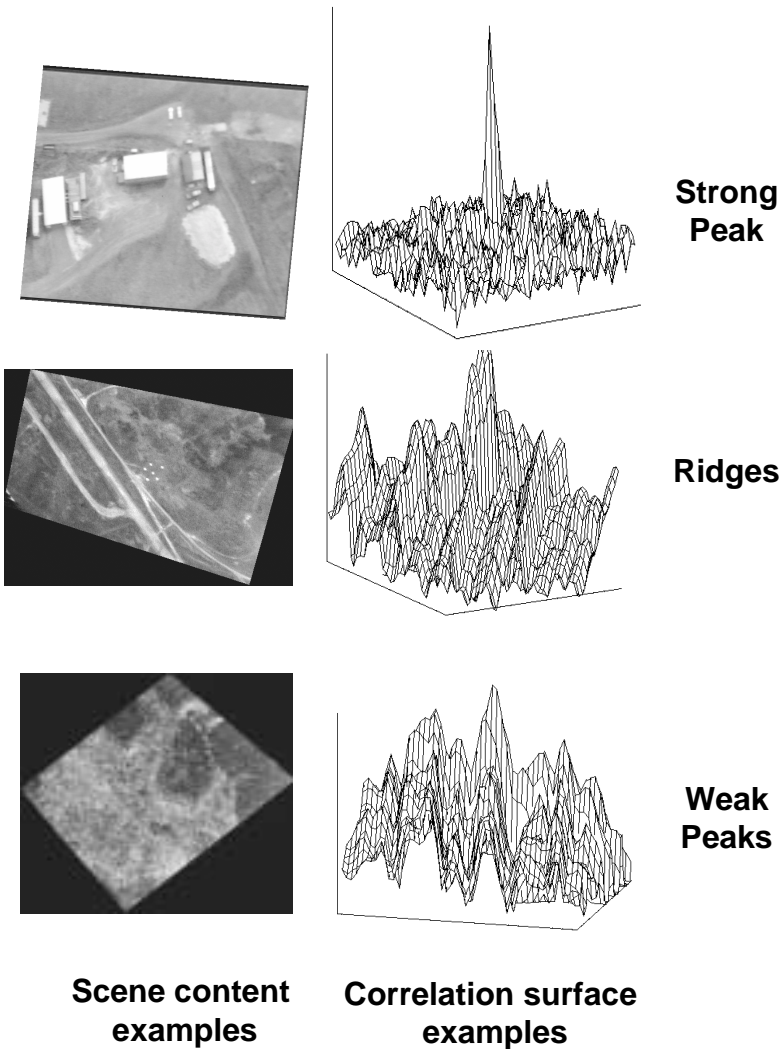 Strong
Peak
Ridges
Weak
Peaks
Scene content
examples
Correlation surface
examples